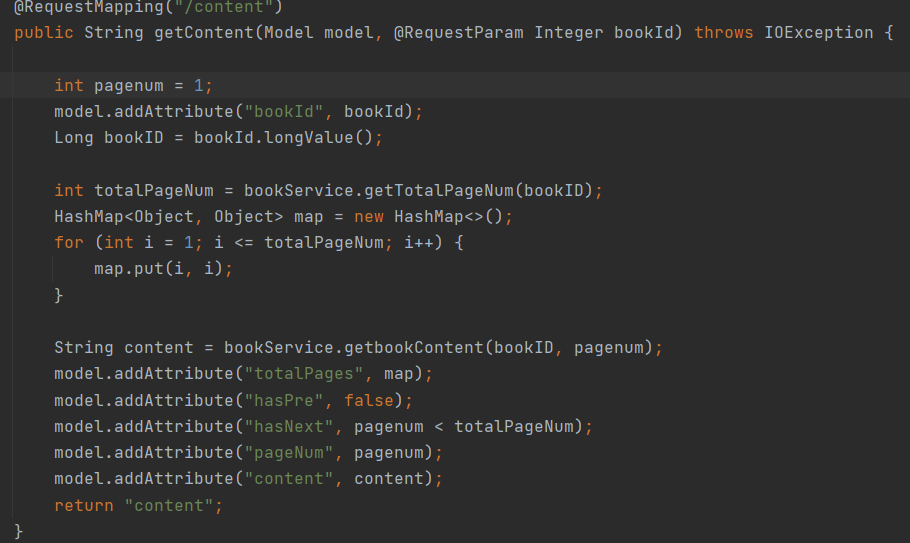 @RequestMapping("/content")
public String getContent(Model model, @RequestParam Integer bookId) throws IOException {
int pagenum = 1;
model.addAttribute("bookId", bookId);
Long bookID = bookId.longValue();
int totalPageNum = bookService.getTotalPageNum(bookID);
HashMap<Object, Object> map = new HashMap<>();
for (int i = 1; i <= totalPageNum; i++) {
map.put(i, i);
}
String content = bookService.getbookContent(bookID, pagenum);
model.addAttribute("totalPages", map);
model.addAttribute("hasPre", false);
model.addAttribute("hasNext", pagenum < totalPageNum);
model.addAttribute("pageNum", pagenum);
model.addAttribute("content", content);
return "content";
}